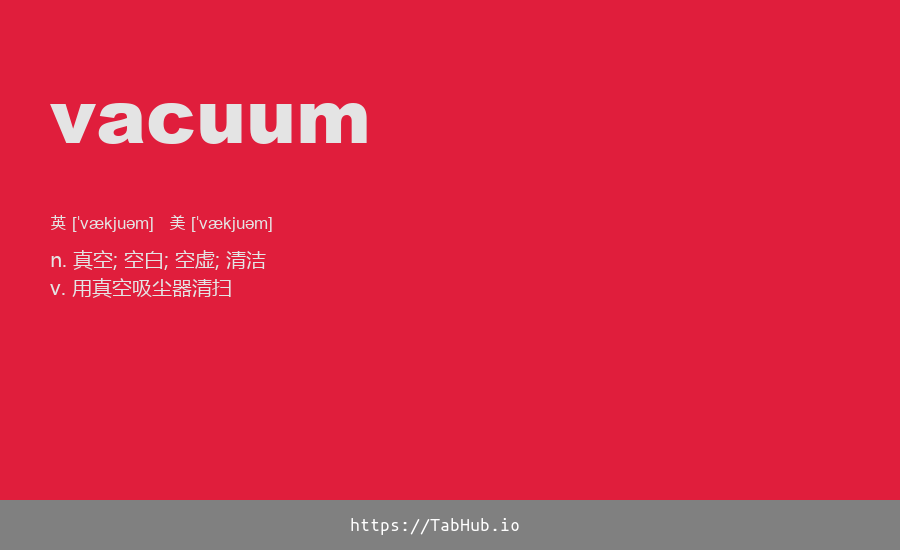 vacuum
英 [ˈvækjuəm] 美 [ˈvækjuəm]
n. 真空; 空白; 空虚; 清洁
v. 用真空吸尘器清扫
https://TabHub.io